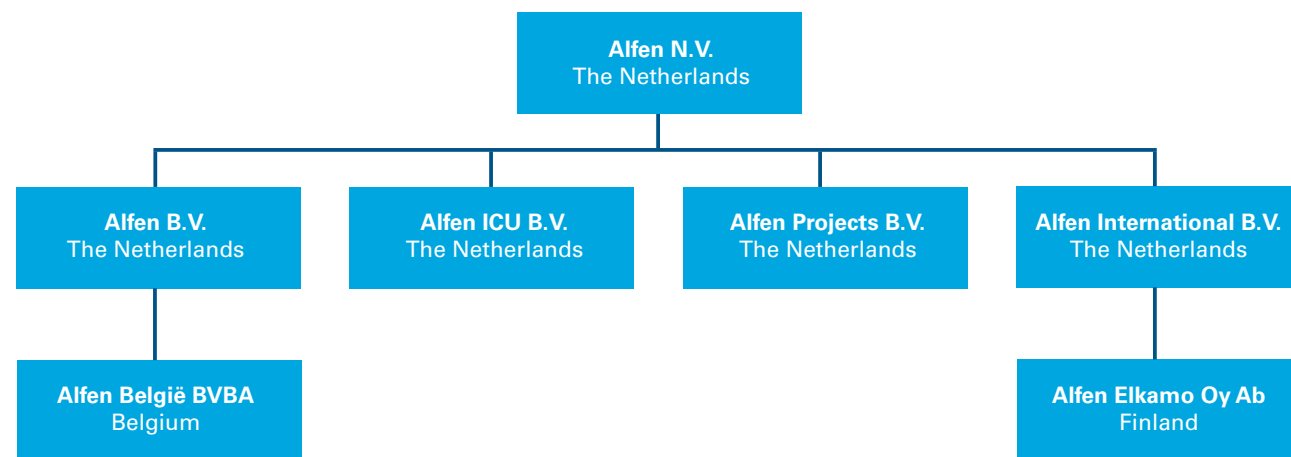 Alfen N.V.
The Netherlands
Alfen B.V.
The Netherlands
Alfen ICU B.V.
The Netherlands
Alfen Projects B.V.
The Netherlands
Alfen International B.V.
The Netherlands
Alfen België BVBA
Belgium
Alfen Elkamo Oy Ab
Finland